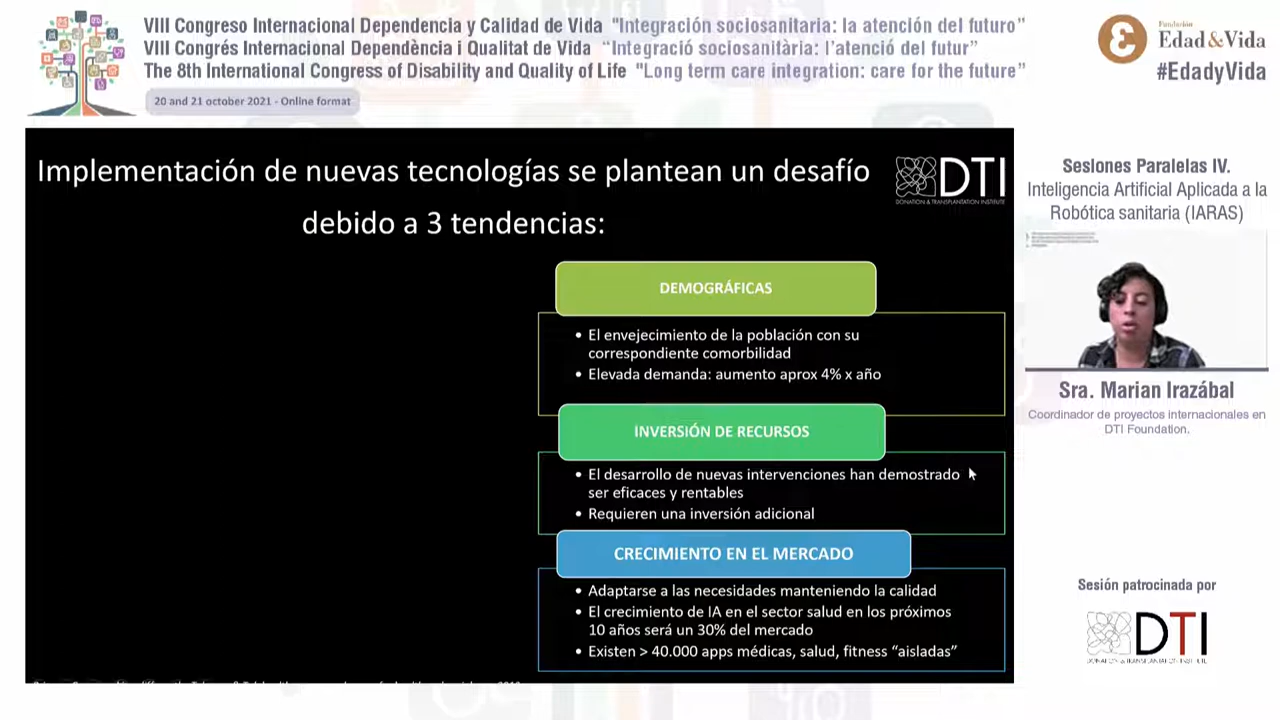 VIII Congreso Internacional Dependencia y Calidad de Vida "Integración sociosanitaria: la atención del futuro"
VIII Congrés Internacional Dependència i Qualitat de Vida "Integració sociosanitària: l'atenció del futur"
The 8th International Congress of Disability and Quality of Life "Long term care integration: care for the future"
20 and 21 october 2021 - Online format
Fundación
Edad&Vida
#EdadyVida
Implementación de nuevas tecnologías se plantean un desafío
debido a 3 tendencias:
DTI
DONATION & TRANSPLANTATION INSTITUTE
DEMOGRÁFICAS
• El envejecimiento de la población con su
correspondiente comorbilidad
• Elevada demanda: aumento aprox 4% x año
INVERSIÓN DE RECURSOS
• El desarrollo de nuevas intervenciones han demostrado
ser eficaces y rentables
• Requieren una inversión adicional
CRECIMIENTO EN EL MERCADO
• Adaptarse a las necesidades manteniendo la calidad
• El crecimiento de IA en el sector salud en los próximos
10 años será un 30% del mercado
• Existen > 40.000 apps médicas, salud, fitness "aisladas"
Sesiones Paralelas IV.
Inteligencia Artificial Aplicada a la
Robótica sanitaria (IARAS)
Sra. Marian Irazábal
Coordinador de proyectos internacionales en
DTI Foundation.
Sesión patrocinada por
DTI
DONATION & TRANSPLANTATION INSTITUTE